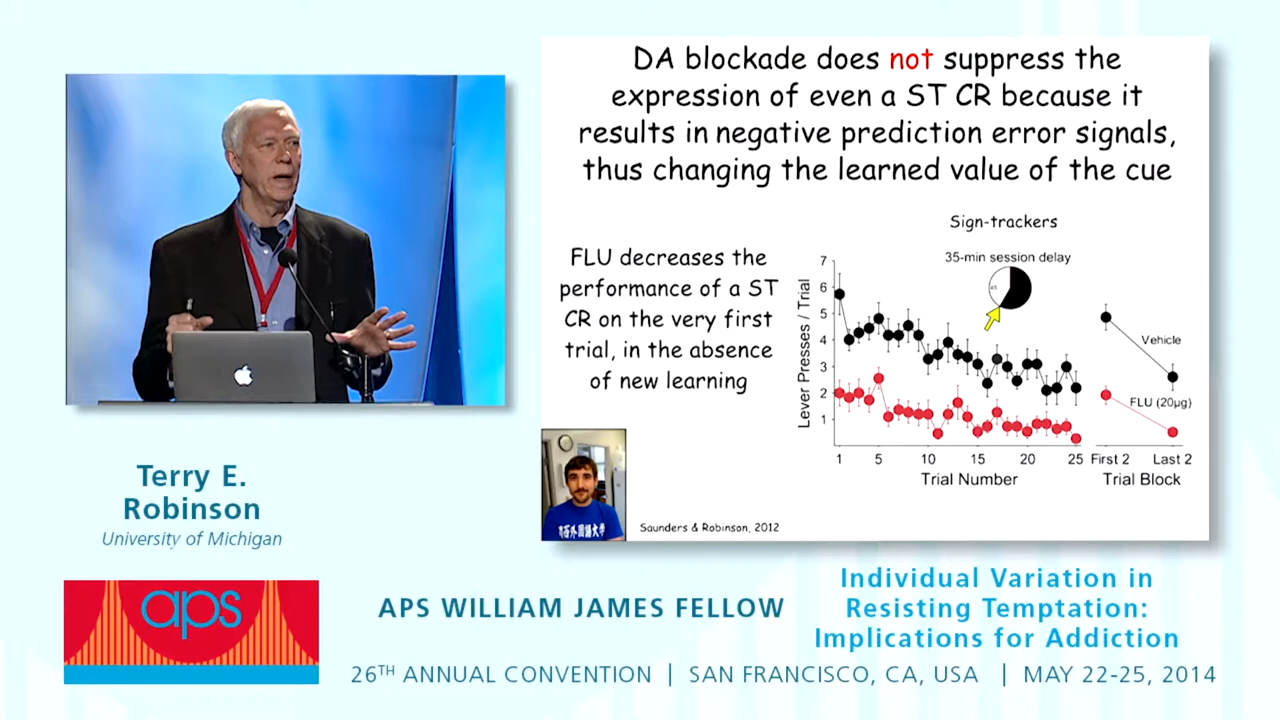 DA blockade does not suppress the
expression of even a ST CR because it
results in negative prediction error signals,
thus changing the learned value of the cue
FLU decreases the
performance of a ST
CR on the very first
trial, in the absence
of new learning
Sign-trackers
35-min session delay
45
Lever Presses / Trial
7
6
5
4
3
2
1
Vehicle
FLU (20µg)
1 5 10 15 20 25 First 2 Last 2
Trial Number Trial Block
Saunders & Robinson, 2012
Terry E.
Robinson
University of Michigan
aps
APS WILLIAM JAMES FELLOW
Individual Variation in
Resisting Temptation:
Implications for Addiction
26TH ANNUAL CONVENTION | SAN FRANCISCO, CA, USA | MAY 22-25, 2014